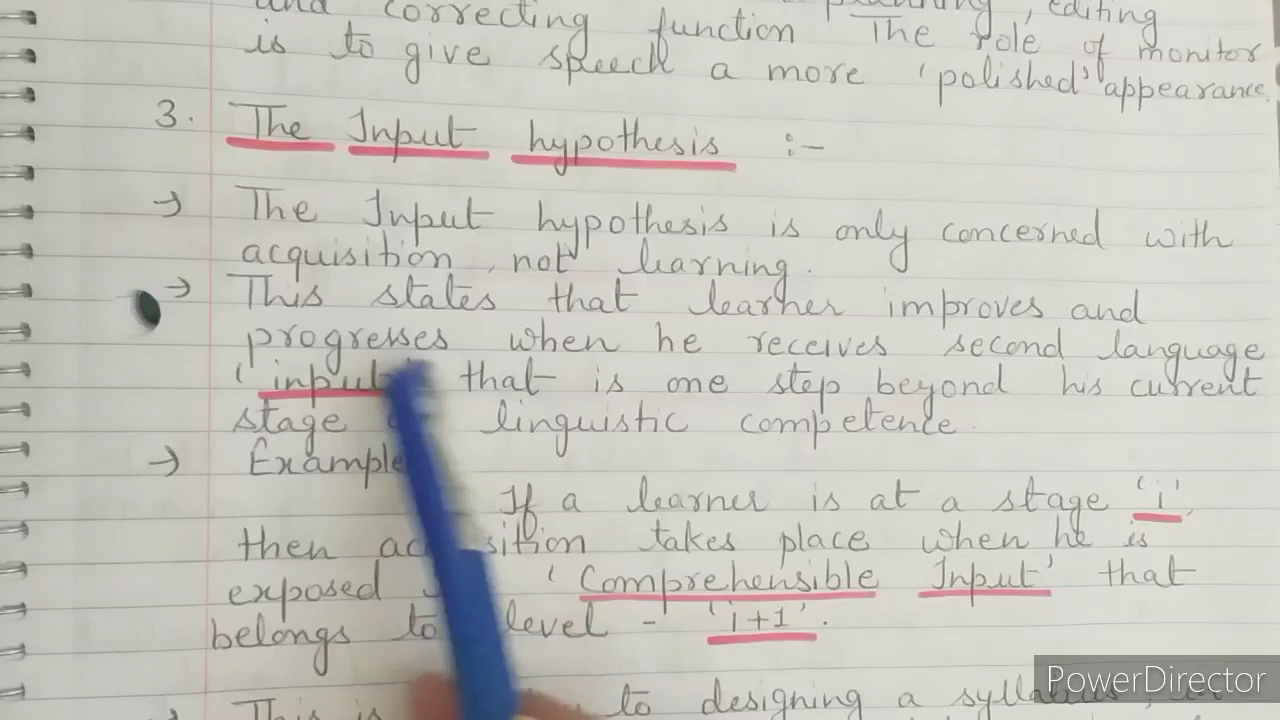 and correcting function The role of monitor
editing
is to give speech a more 'polished' appearance.
3. The Input hypothesis :-
→ The Input hypothesis is only concerned with
acquisition, not learning.
→ This states that learner improves and
progresses when he receives second language
'input' that is one step beyond his current
stage linguistic competence.
→ Example
If a learner is at a stage 'i',
then takes place when he is
exposed 'Comprehensible Input' that
belongs to level - 'i+1'.
→ This is to designing a
PowerDirector